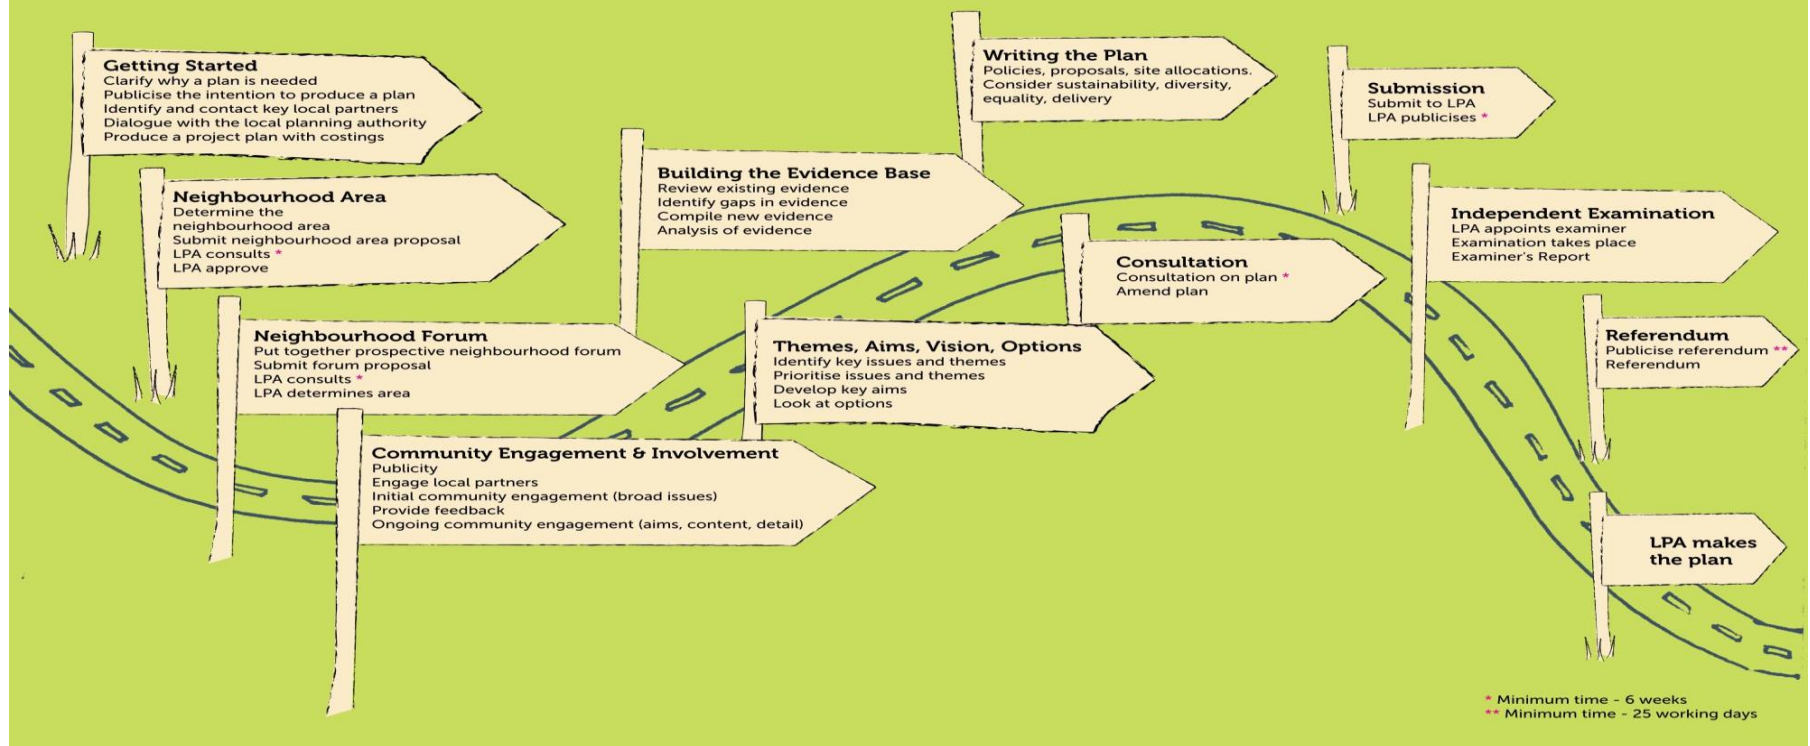 Getting Started
Clarify why a plan is needed
Publicise the intention to produce a plan
Identify and contact key local partners
Dialogue with the local planning authority
Produce a project plan with costings
Neighbourhood Area
Determine the
neighbourhood area
Submit neighbourhood area proposal
LPA consults *
LPA approve
Neighbourhood Forum
Put together prospective neighbourhood forum
Submit forum proposal
LPA consults *
LPA determines area
Community Engagement & Involvement
Publicity
Engage local partners
Initial community engagement (broad issues)
Provide feedback
Ongoing community engagement (aims, content, detail)
Building the Evidence Base
Review existing evidence
Identify gaps in evidence
Compile new evidence
Analysis of evidence
Themes, Aims, Vision, Options
Identify key issues and themes
Prioritise issues and themes
Develop key aims
Look at options
Writing the Plan
Policies, proposals, site allocations.
Consider sustainability, diversity,
equality, delivery
Consultation
Consultation on plan *
Amend plan
Submission
Submit to LPA
LPA publicises *
Independent Examination
LPA appoints examiner
Examination takes place
Examiner's Report
Referendum
Publicise referendum **
Referendum
LPA makes
the plan
* Minimum time - 6 weeks
** Minimum time - 25 working days